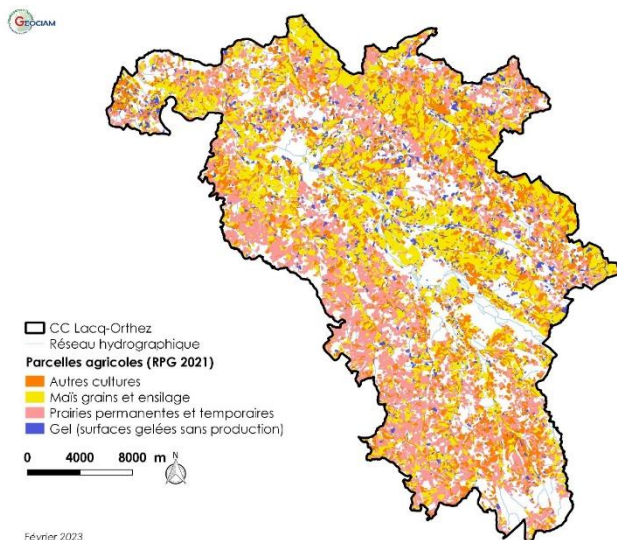 GEOCIAM
CC Lacq-Orthez
Réseau hydrographique
Parcelles agricoles (RPG 2021)
Autres cultures
Maïs grains et ensilage
Prairies permanentes et temporaires
Gel (surfaces gelées sans production)
0 4000 8000 m
N
Février 2023